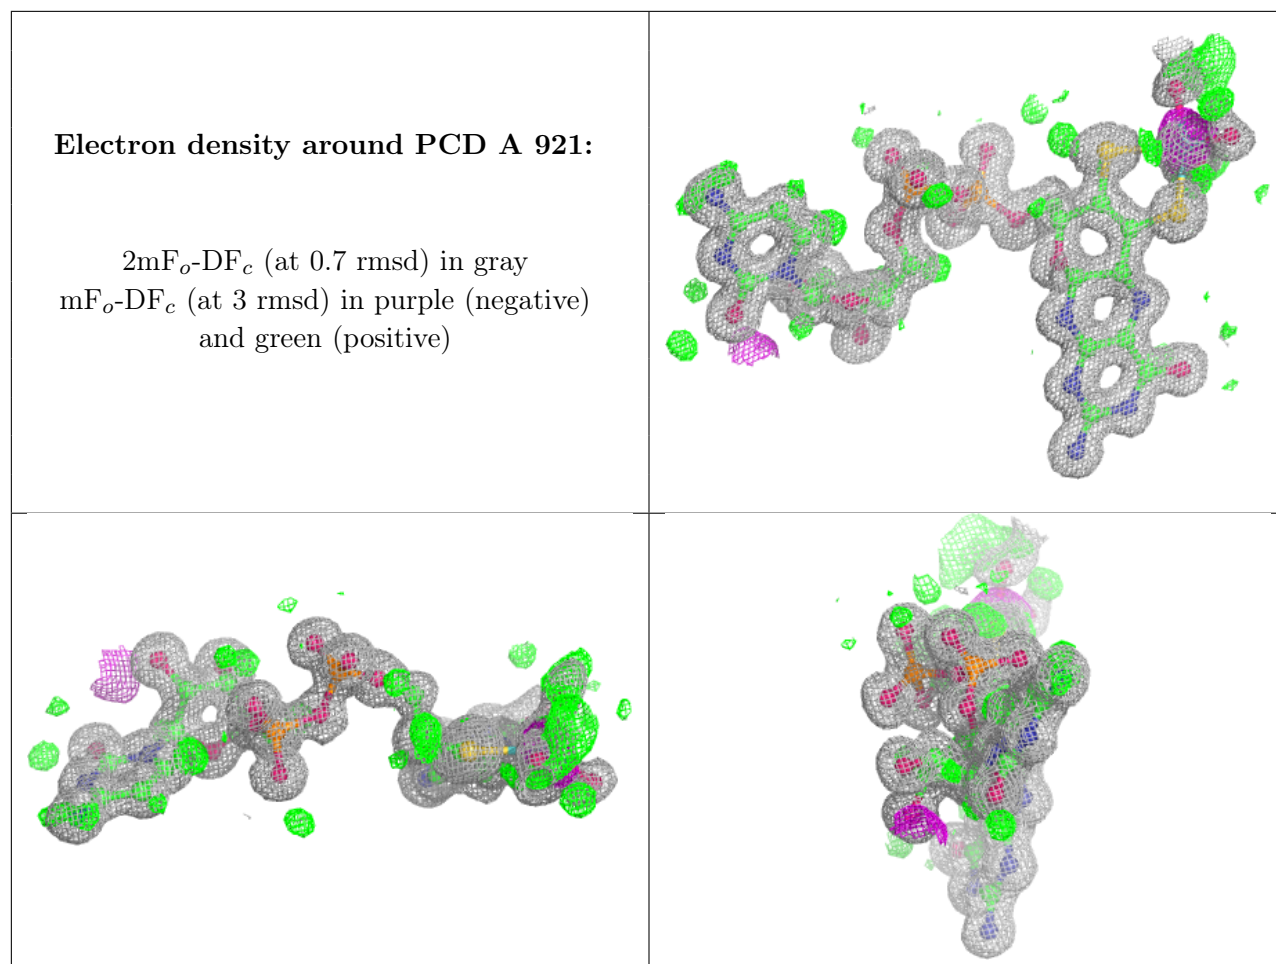 Electron density around PCD A 921:
2mFo-DFc (at 0.7 rmsd) in gray
mFo-DFc (at 3 rmsd) in purple (negative)
and green (positive)